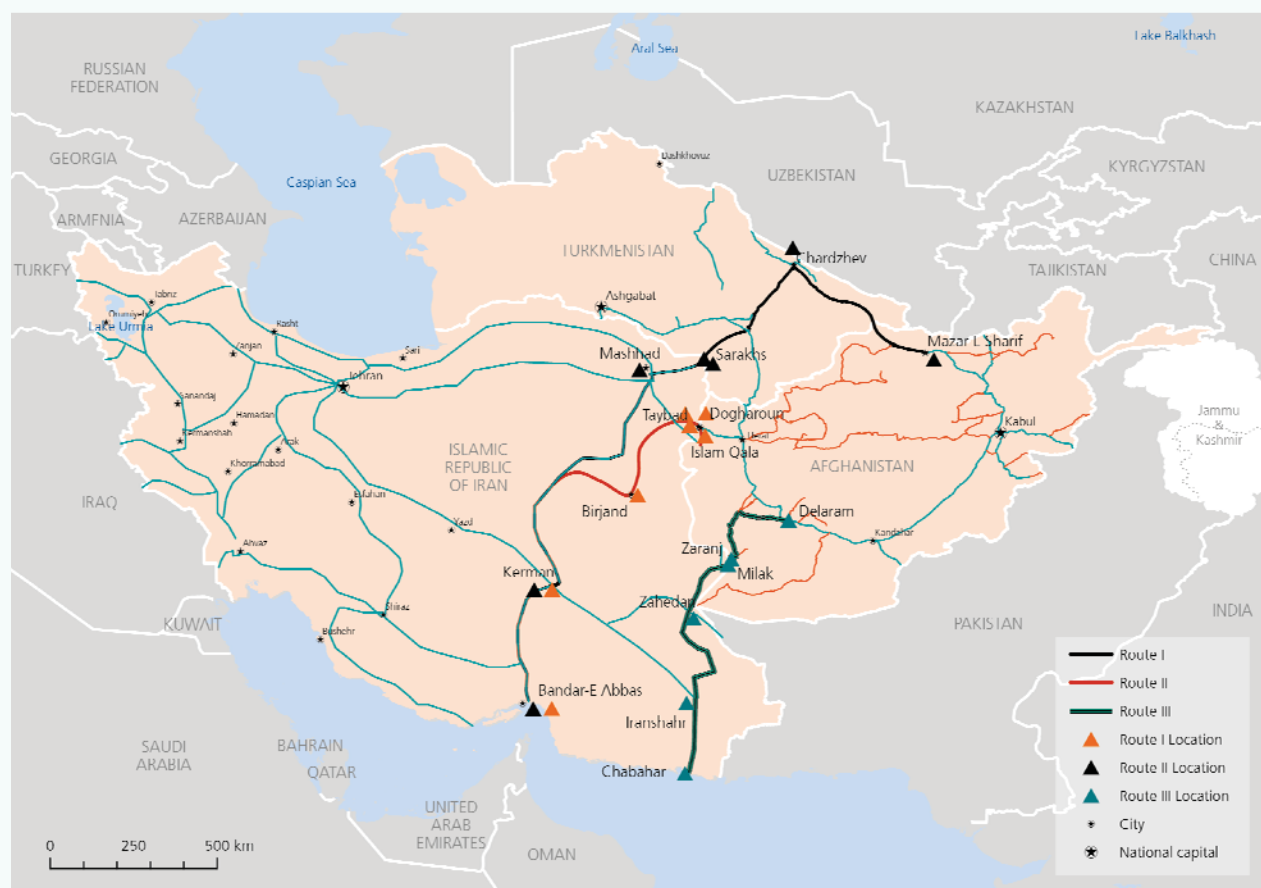 Aral Sea
Lake Balkhash
RUSSIAN
FEDERATION
KAZAKHSTAN
GEORGIA
Dashkhovuz
UZBEKISTAN
KYRGYZSTAN
Caspian Sea
ARMENIA
AZERBAIJAN
TURKMENISTAN
Chardzhev
TAJIKISTAN
CHINA
TURKEY
Tabriz
Orumiyeh
Lake Urmia
Ashgabat
Rasht
Zanjan
Sari
Mashhad
Sarakhs
Mazar L Sharif
Tehran
Sanandaj
Hamadan
Kermanshah
Arak
Khorramabad
Taybad
Dogharoun
Herat
Islam Qala
Kabul
Jammu
&
Kashmir
ISLAMIC
REPUBLIC
OF IRAN
AFGHANISTAN
IRAQ
Esfahan
Birjand
Delaram
Yazd
Kandahar
Ahvaz
Zaranj
Milak
Kerman
Zahedan
Shiraz
KUWAIT
Bushehr
PAKISTAN
INDIA
Bandar-E Abbas
Iranshahr
Chabahar
SAUDI
ARABIA
BAHRAIN
QATAR
UNITED
ARAB
EMIRATES
OMAN
Route I
Route II
Route III
Route I Location
Route II Location
Route III Location
City
National capital
0 250 500 km